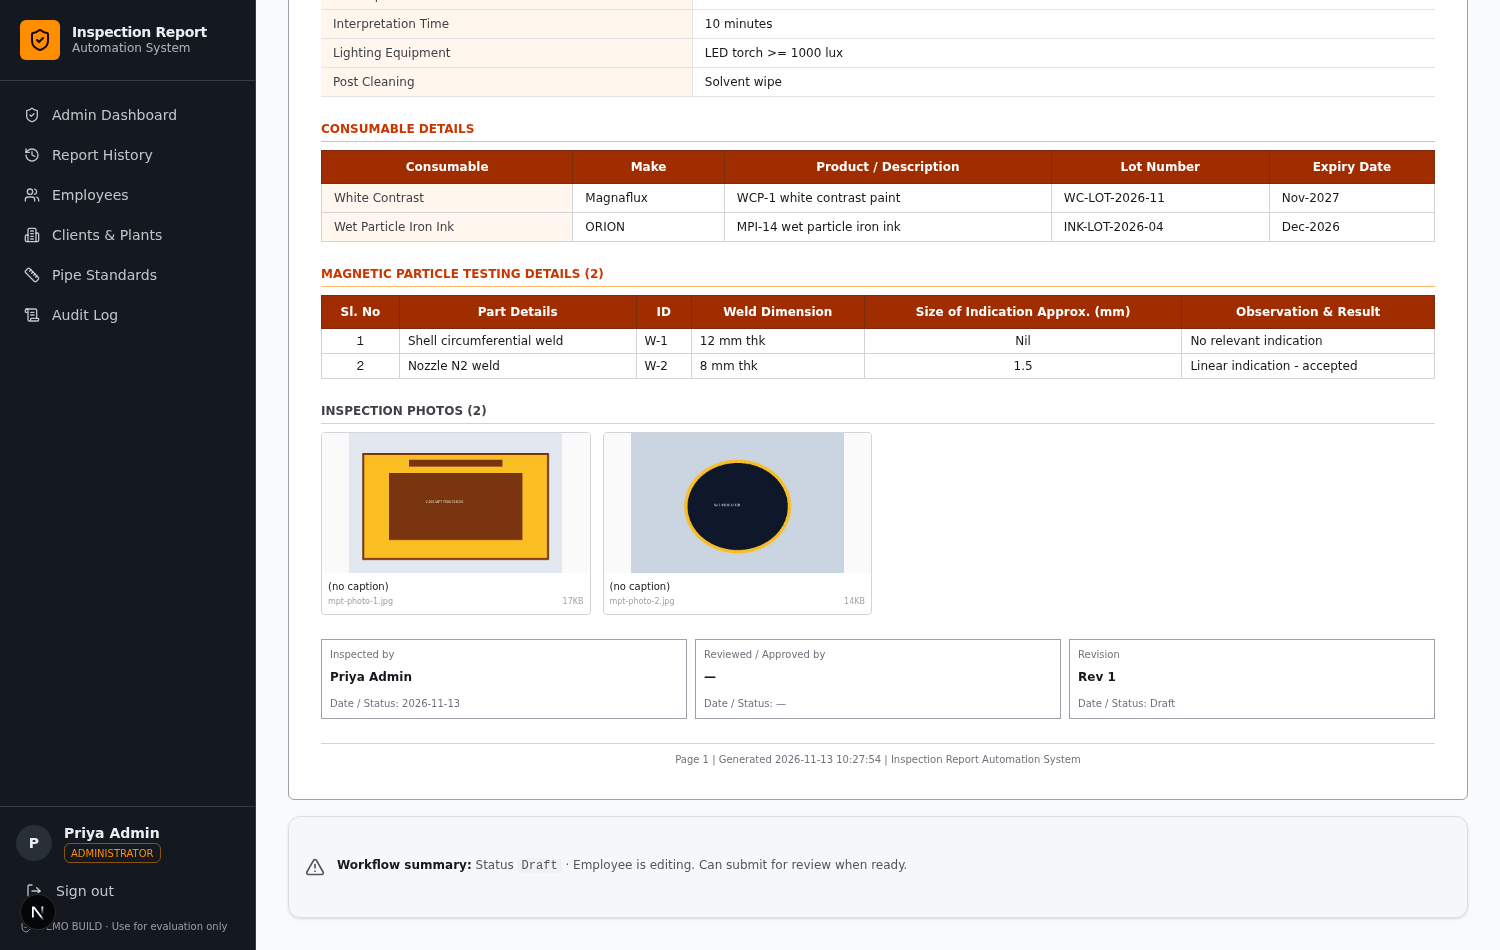 Inspection Report
Automation System
Admin Dashboard
Report History
Employees
Clients & Plants
Pipe Standards
Audit Log
Priya Admin
P
ADMINISTRATOR
Sign out
N
MO BUILD · Use for evaluation only
Interpretation Time 10 minutes
Lighting Equipment LED torch >= 1000 lux
Post Cleaning Solvent wipe
CONSUMABLE DETAILS
Consumable Make Product / Description Lot Number Expiry Date
White Contrast Magnaflux WCP-1 white contrast paint WC-LOT-2026-11 Nov-2027
Wet Particle Iron Ink ORION MPI-14 wet particle iron ink INK-LOT-2026-04 Dec-2026
MAGNETIC PARTICLE TESTING DETAILS (2)
Sl. No Part Details ID Weld Dimension Size of Indication Approx. (mm) Observation & Result
1 Shell circumferential weld W-1 12 mm thk Nil No relevant indication
2 Nozzle N2 weld W-2 8 mm thk 1.5 Linear indication - accepted
INSPECTION PHOTOS (2)
(no caption) (no caption)
mpt-photo-1.jpg 17KB mpt-photo-2.jpg 14KB
Inspected by Reviewed / Approved by Revision
Priya Admin — Rev 1
Date / Status: 2026-11-13 Date / Status: — Date / Status: Draft
Page 1 | Generated 2026-11-13 10:27:54 | Inspection Report Automation System
Workflow summary: Status Draft · Employee is editing. Can submit for review when ready.